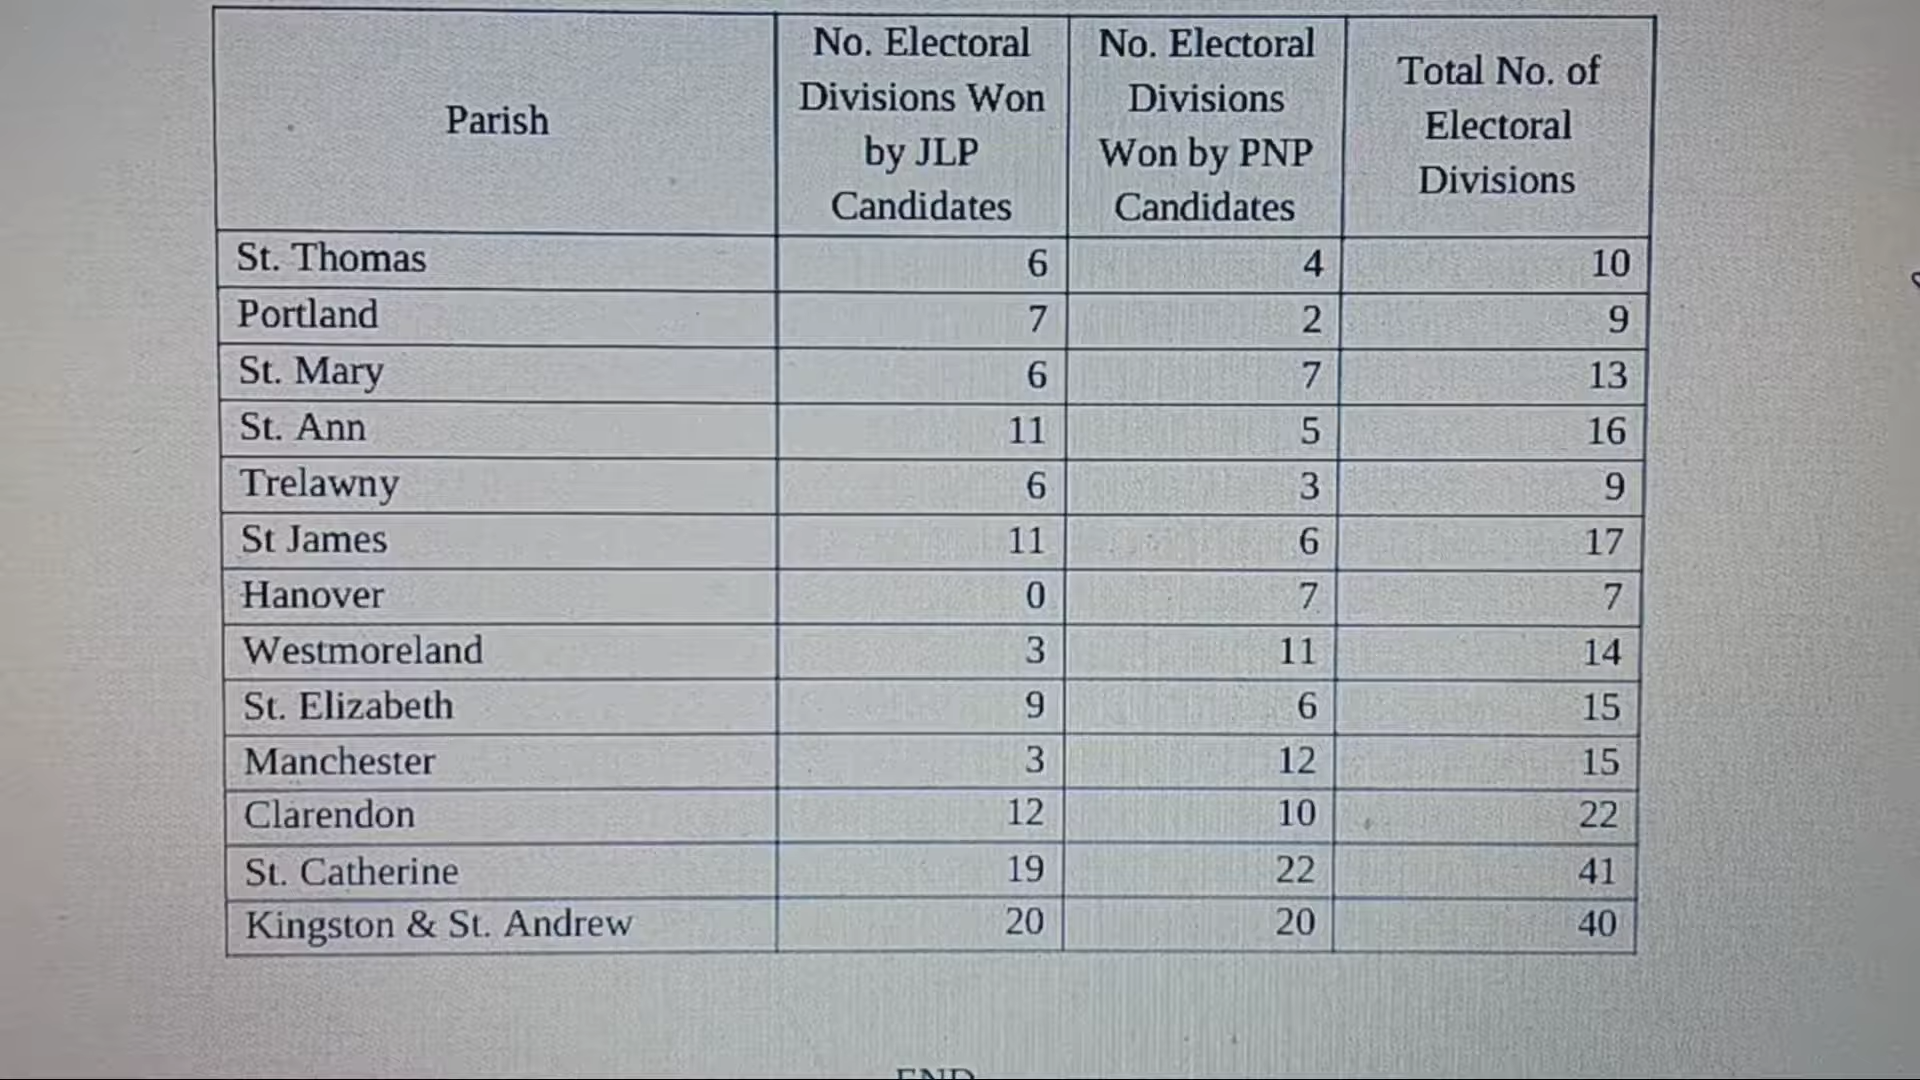 Parish
No. Electoral
Divisions Won
by JLP
Candidates
No. Electoral
Divisions
Won by PNP
Candidates
Total No. of
Electoral
Divisions
St. Thomas 6 4 10
Portland 7 2 9
St. Mary 6 7 13
St. Ann 11 5 16
Trelawny 6 3 9
St James 11 6 17
Hanover 0 7 7
Westmoreland 3 11 14
St. Elizabeth 9 6 15
Manchester 3 12 15
Clarendon 12 10 22
St. Catherine 19 22 41
Kingston & St. Andrew 20 20 40
END